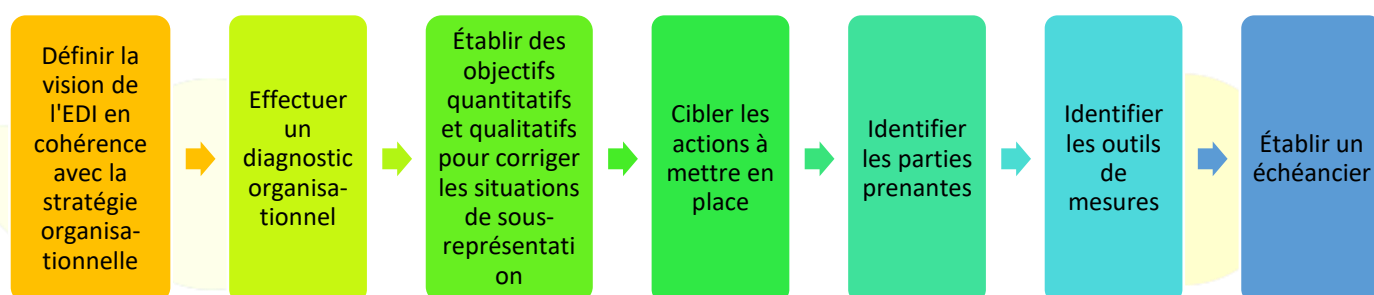 Définir la
vision de
l'EDI en
cohérence
avec la
stratégie
organisa-
tionnelle
Effectuer
un
diagnostic
organisa-
tionnel
Établir des
objectifs
quantitatifs
et qualitatifs
pour corriger
les situations
de sous-
représentati
on
Cibler les
actions à
mettre en
place
Identifier
les parties
prenantes
Identifier
les outils
de
mesures
Établir un
échéancier